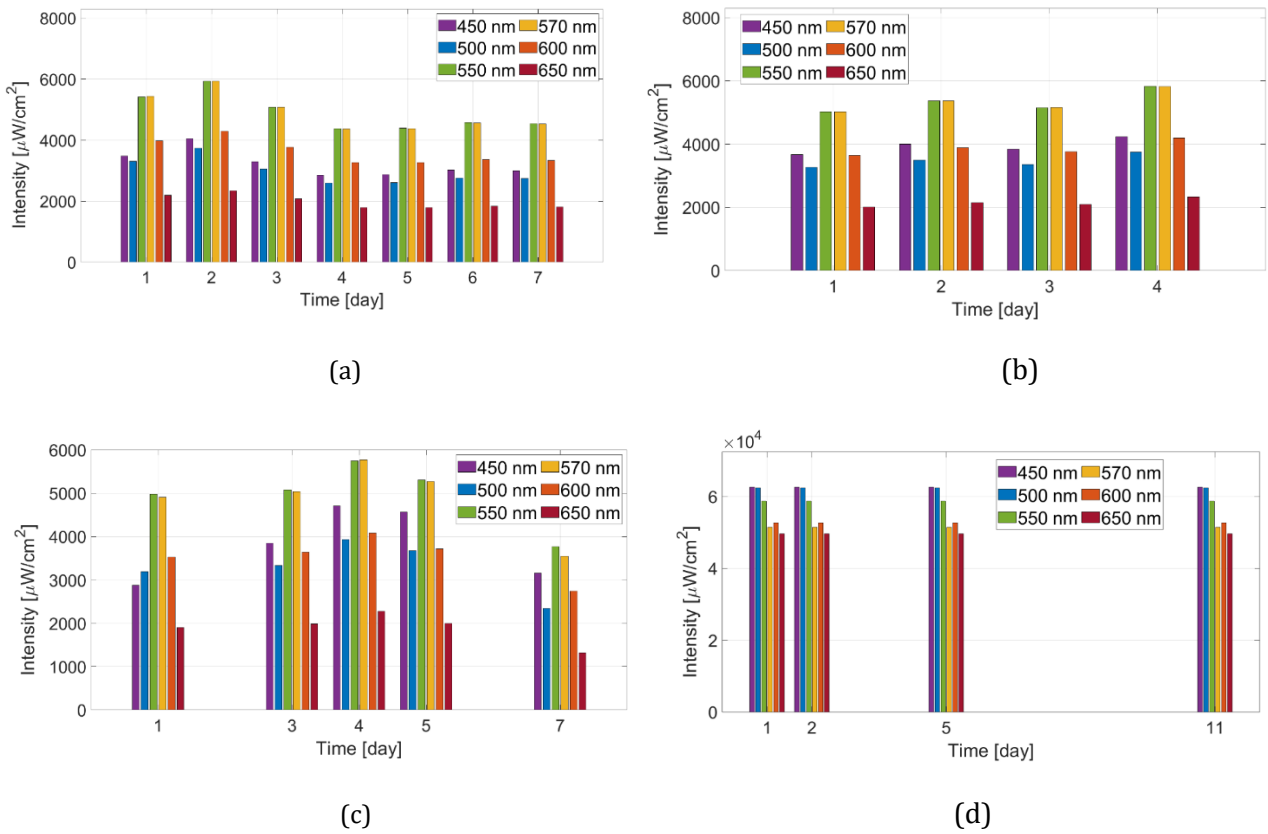 8000
6000
4000
2000
0
Intensity [μW/cm²]
450 nm 570 nm
500 nm 600 nm
550 nm 650 nm
1 2 3 4 5 6 7
Time [day]
(a)
8000
6000
4000
2000
0
Intensity [μW/cm²]
450 nm 570 nm
500 nm 600 nm
550 nm 650 nm
1 2 3 4
Time [day]
(b)
6000
5000
4000
3000
2000
1000
0
Intensity [μW/cm²]
450 nm 570 nm
500 nm 600 nm
550 nm 650 nm
1 3 4 5 7
Time [day]
(c)
×10⁴
6
4
2
0
Intensity [μW/cm²]
450 nm 570 nm
500 nm 600 nm
550 nm 650 nm
1 2 5 11
Time [day]
(d)